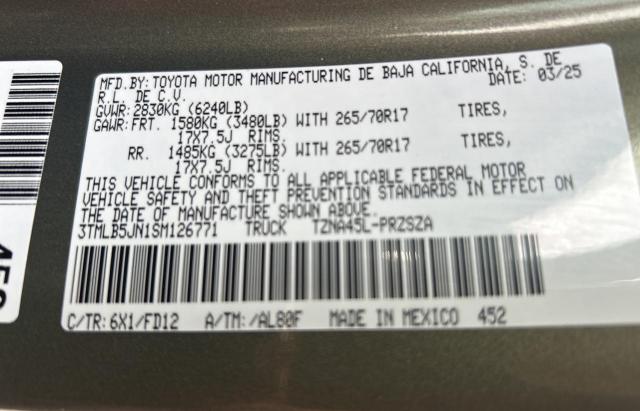 MFD.BY:TOYOTA MOTOR MANUFACTURING DE BAJA CALIFORNIA, S. DE
R.L. DE C.V. DATE: 03/25
GVWR:2830KG (6240LB)
GAWR:FRT. 1580KG (3480LB) WITH 265/70R17 TIRES,
17X7.5J RIMS.
RR. 1485KG (3275LB) WITH 265/70R17 TIRES,
17X7.5J RIMS.
THIS VEHICLE CONFORMS TO ALL APPLICABLE FEDERAL MOTOR
VEHICLE SAFETY AND THEFT PREVENTION STANDARDS IN EFFECT ON
THE DATE OF MANUFACTURE SHOWN ABOVE.
3TMLB5JN1SM126771 TRUCK TZNA45L-PRZSZA
C/TR: 6X1/FD12 A/TM: /AL80F MADE IN MEXICO 452